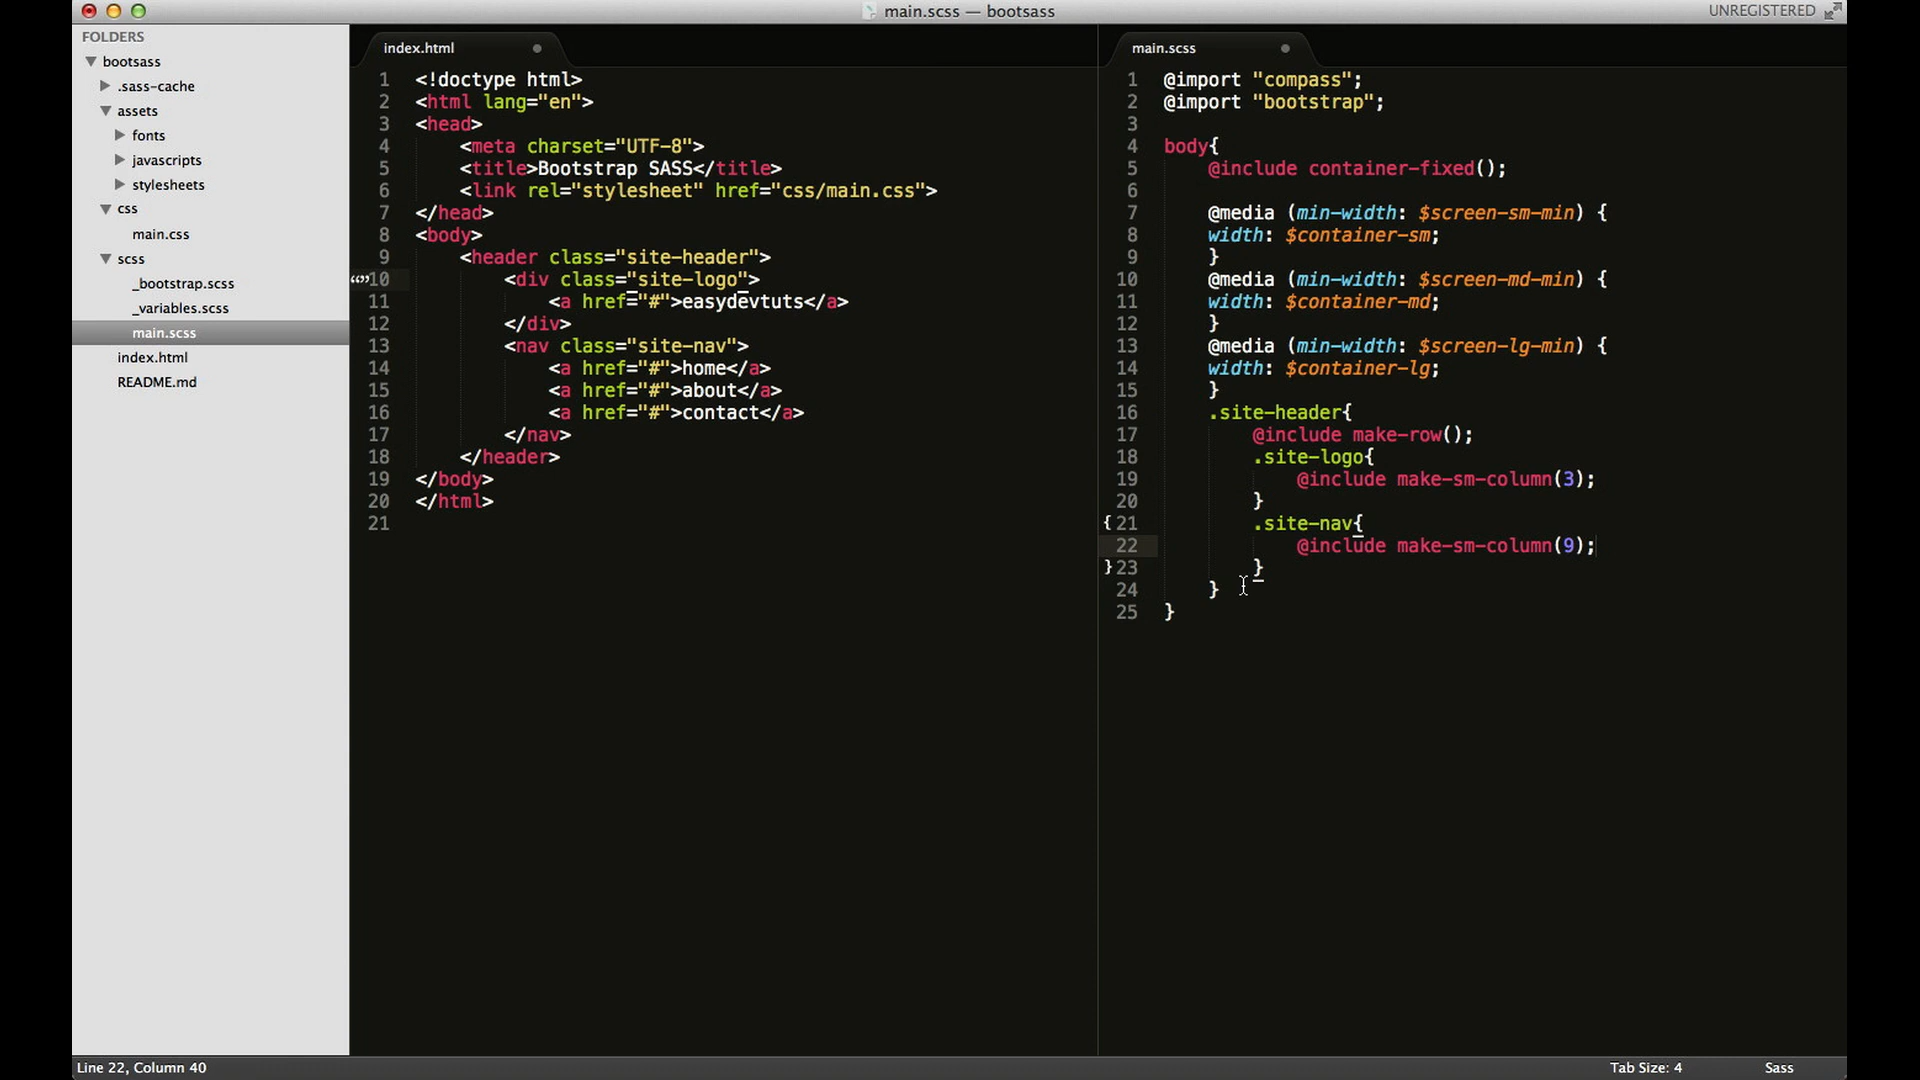 main.scss — bootsass
UNREGISTERED
FOLDERS
bootsass
.sass-cache
assets
fonts
javascripts
stylesheets
css
main.css
scss
_bootstrap.scss
_variables.scss
main.scss
index.html
README.md
index.html
1 <!doctype html>
2 <html lang="en">
3 <head>
4 <meta charset="UTF-8">
5 <title>Bootstrap SASS</title>
6 <link rel="stylesheet" href="css/main.css">
7 </head>
8 <body>
9 <header class="site-header">
“”10 <div class="site-logo">
11 <a href="#">easydevtuts</a>
12 </div>
13 <nav class="site-nav">
14 <a href="#">home</a>
15 <a href="#">about</a>
16 <a href="#">contact</a>
17 </nav>
18 </header>
19 </body>
20 </html>
21
main.scss
1 @import "compass";
2 @import "bootstrap";
3
4 body{
5 @include container-fixed();
6
7 @media (min-width: $screen-sm-min) {
8 width: $container-sm;
9 }
10 @media (min-width: $screen-md-min) {
11 width: $container-md;
12 }
13 @media (min-width: $screen-lg-min) {
14 width: $container-lg;
15 }
16 .site-header{
17 @include make-row();
18 .site-logo{
19 @include make-sm-column(3);
20 }
{ 21 .site-nav{
22 @include make-sm-column(9);
} 23 }
24 }
25 }
Line 22, Column 40
Tab Size: 4
Sass